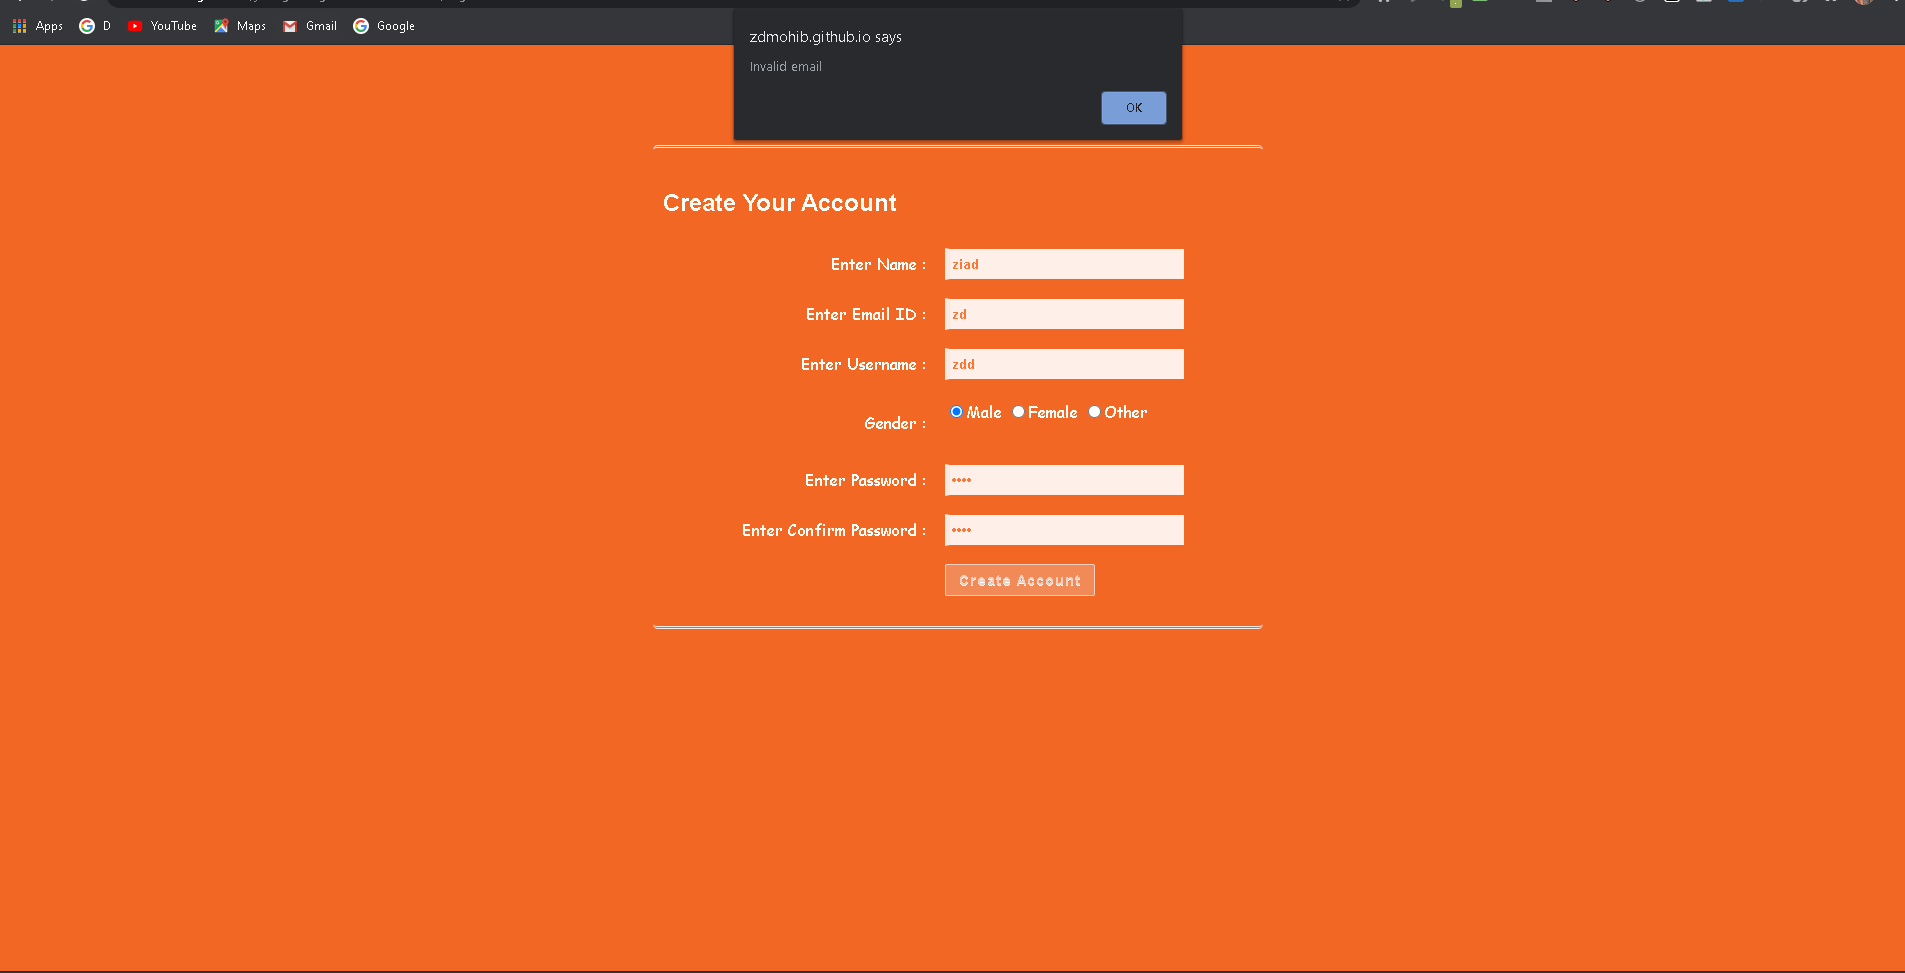 Apps D YouTube Maps Gmail Google
zdmohib.github.io says
Invalid email
OK
Create Your Account
Enter Name : ziad
Enter Email ID : zd
Enter Username : zdd
Gender : Male Female Other
Enter Password : ••••
Enter Confirm Password : ••••
Create Account